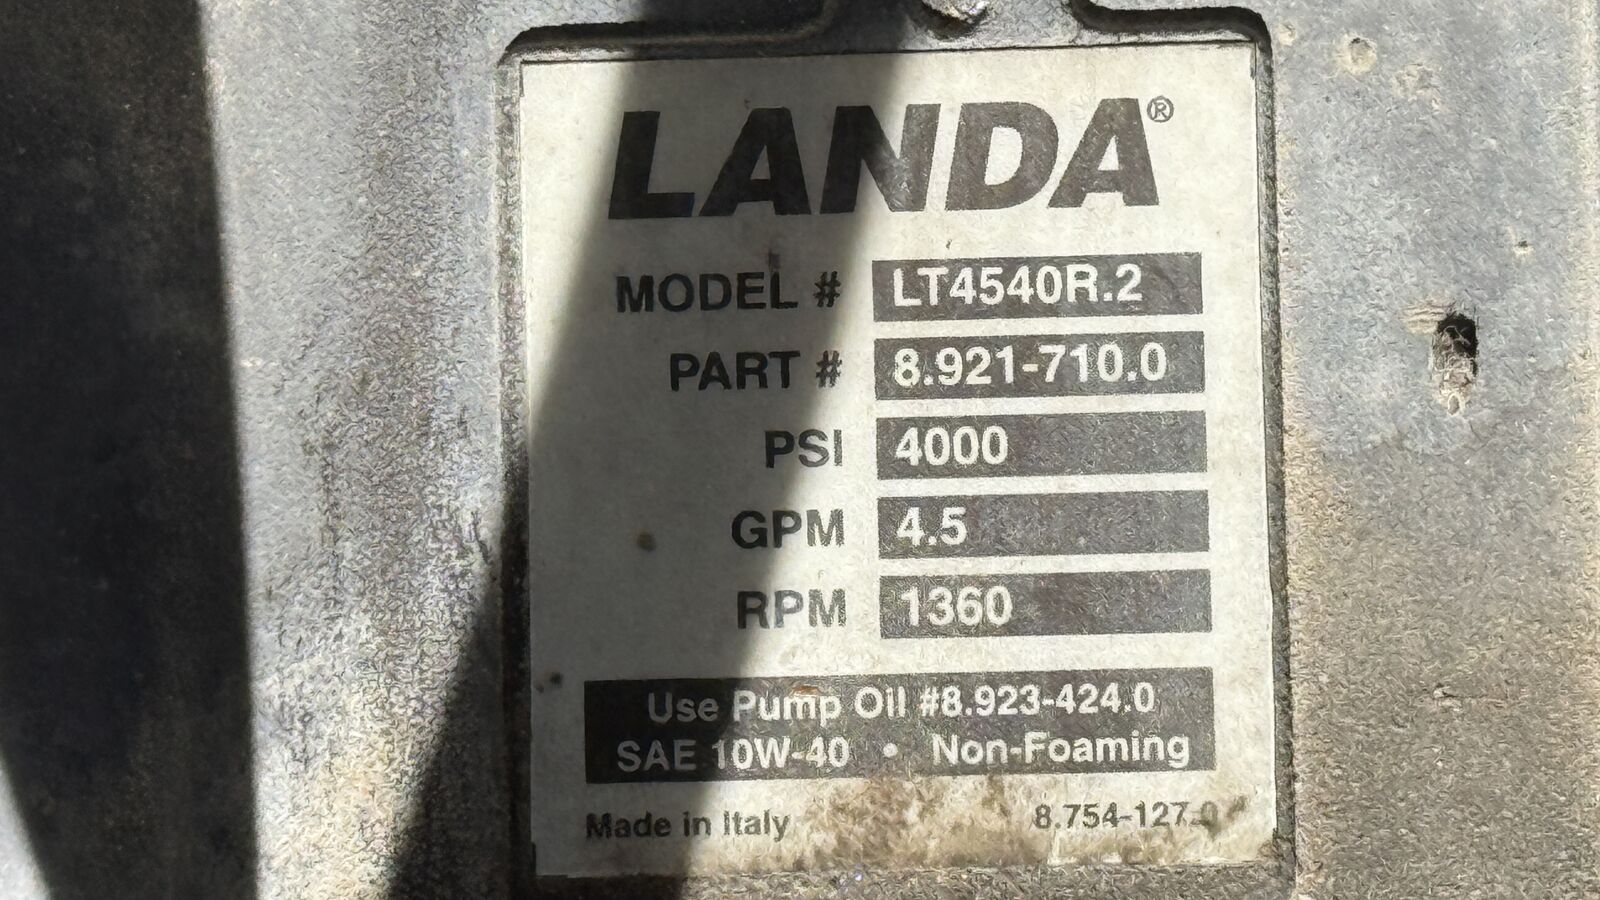 LANDA®
MODEL # LT4540R.2
PART # 8.921-710.0
PSI 4000
GPM 4.5
RPM 1360
Use Pump Oil #8.923-424.0
SAE 10W-40 • Non-Foaming
Made in Italy 8.754-127.0